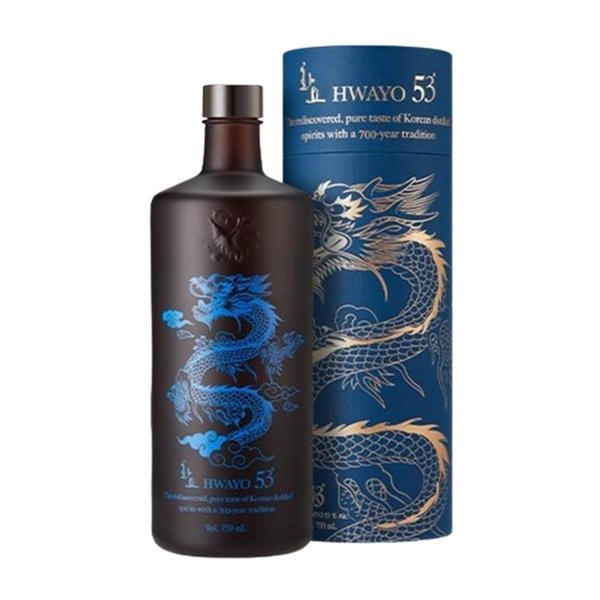 HWAYO 53°
The rediscovered, pure taste of Korean distilled
spirits with a 700-year tradition
HWAYO 53°
The rediscovered, pure taste of Korean distilled
spirits with a 700-year tradition
Vol. 750 mL